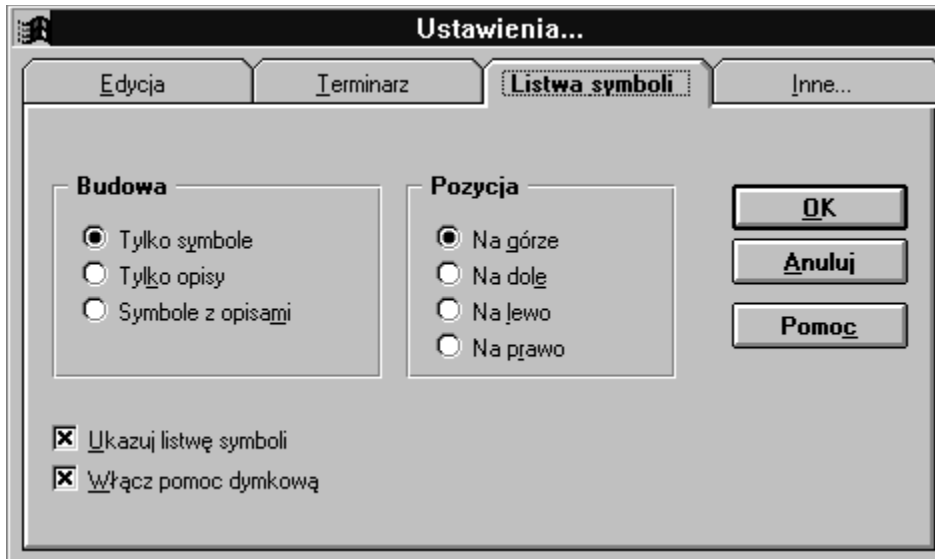 Ustawienia...
Edycja Terminarz Listwa symboli Inne...
Budowa
Tylko symbole
Tylko opisy
Symbole z opisami
Pozycja
Na górze
Na dole
Na lewo
Na prawo
OK
Anuluj
Pomoc
Ukazuj listwę symboli
Włącz pomoc dymkową